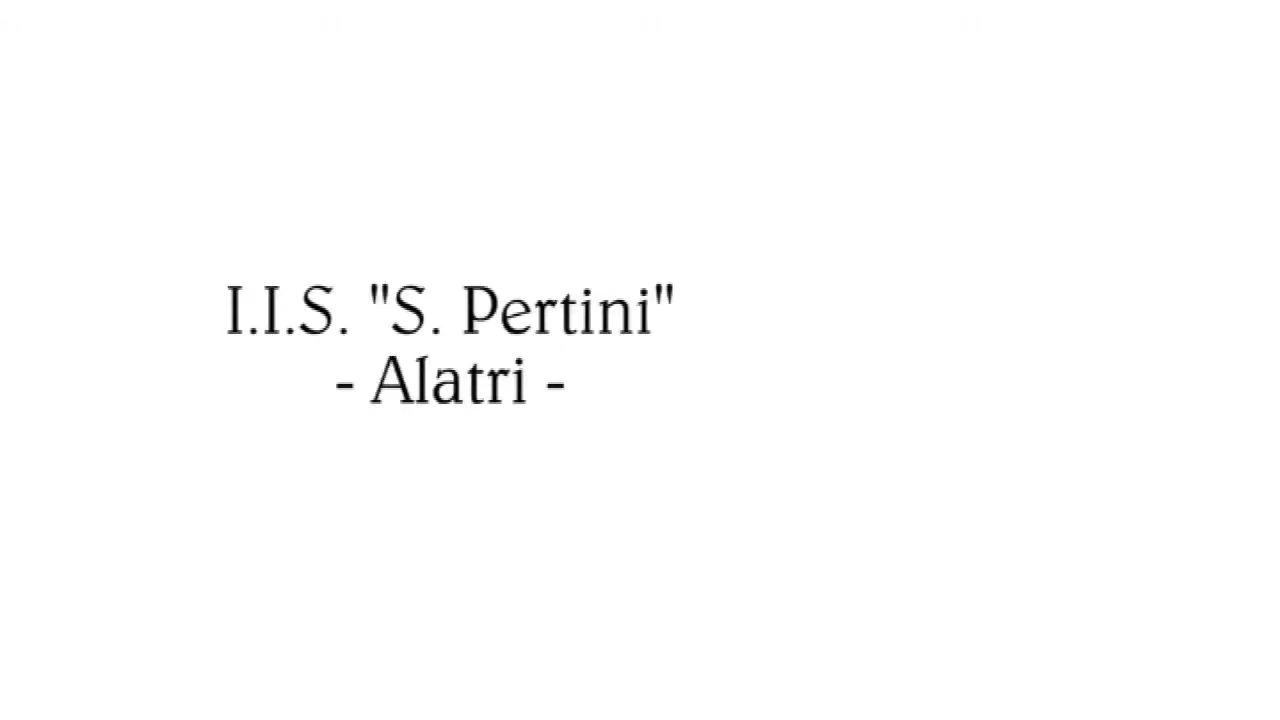 I.I.S. "S. Pertini"
- Alatri -